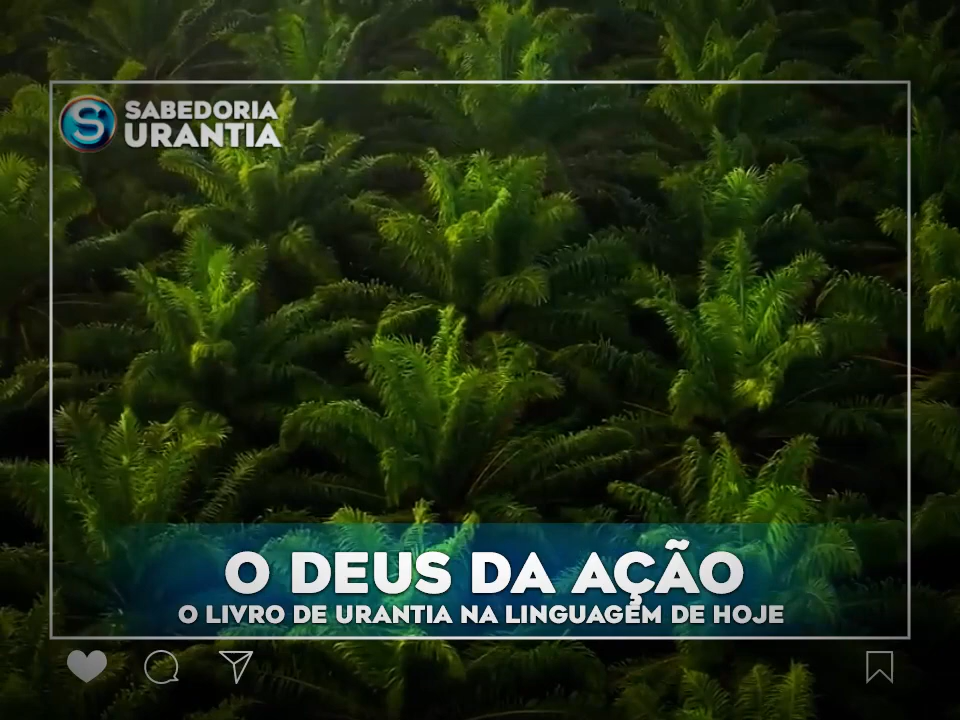 SABEDORIA
URANTIA
O DEUS DA AÇÃO
O LIVRO DE URANTIA NA LINGUAGEM DE HOJE